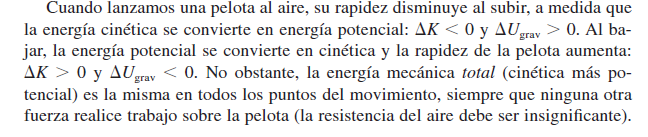 Cuando lanzamos una pelota al aire, su rapidez disminuye al subir, a medida que
la energía cinética se convierte en energía potencial: ΔK < 0 y ΔU_grav > 0. Al ba-
jar, la energía potencial se convierte en cinética y la rapidez de la pelota aumenta:
ΔK > 0 y ΔU_grav < 0. No obstante, la energía mecánica total (cinética más po-
tencial) es la misma en todos los puntos del movimiento, siempre que ninguna otra
fuerza realice trabajo sobre la pelota (la resistencia del aire debe ser insignificante).